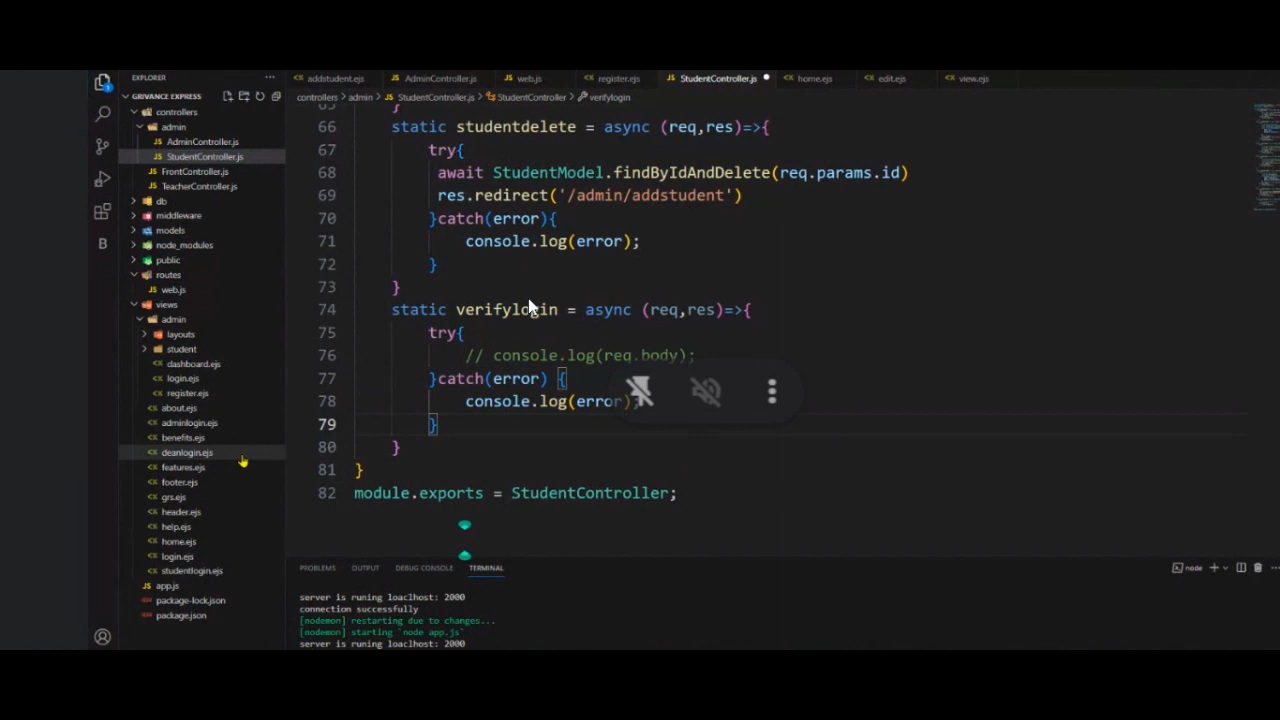 EXPLORER
GRIVANCE EXPRESS
controllers
admin
AdminController.js
StudentController.js
FrontController.js
TeacherController.js
db
middleware
models
node_modules
public
routes
web.js
views
admin
layouts
student
dashboard.ejs
login.ejs
register.ejs
about.ejs
adminlogin.ejs
benefits.ejs
deanlogin.ejs
features.ejs
footer.ejs
grs.ejs
header.ejs
help.ejs
home.ejs
login.ejs
studentlogin.ejs
app.js
package-lock.json
package.json
addstudent.ejs AdminController.js web.js register.ejs StudentController.js home.ejs edit.ejs view.ejs
controllers > admin > StudentController.js > StudentController > verifylogin
65 }
66 static studentdelete = async (req,res)=>{
67 try{
68 await StudentModel.findByIdAndDelete(req.params.id)
69 res.redirect('/admin/addstudent')
70 }catch(error){
71 console.log(error);
72 }
73 }
74 static verifylogin = async (req,res)=>{
75 try{
76 // console.log(req.body);
77 }catch(error) {
78 console.log(error);
79 }
80 }
81 }
82 module.exports = StudentController;
PROBLEMS OUTPUT DEBUG CONSOLE TERMINAL node
server is runing loaclhost: 2000
connection successfully
[nodemon] restarting due to changes...
[nodemon] starting `node app.js`
server is runing loaclhost: 2000